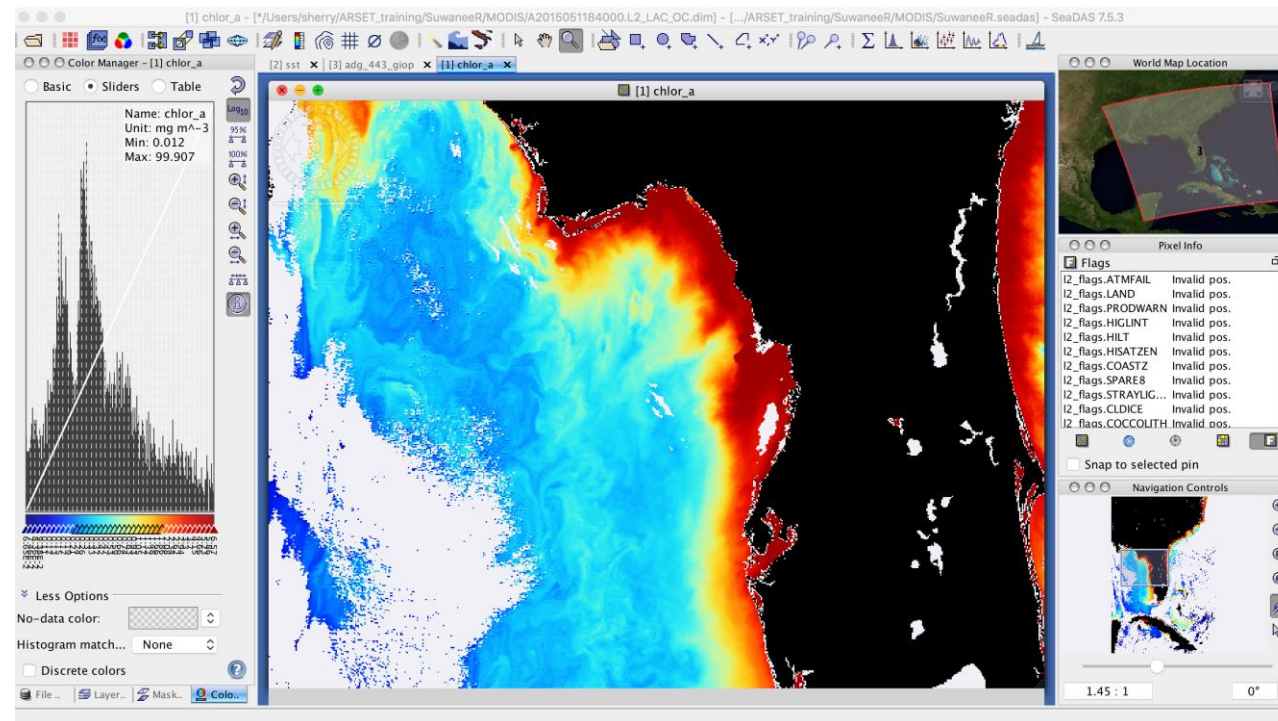 [1] chlor_a - [*/Users/sherry/ARSET_training/SuwaneeR/MODIS/A2015051184000.L2_LAC_OC.dim] - [.../ARSET_training/SuwaneeR/MODIS/SuwaneeR.seadas] - SeaDAS 7.5.3
Color Manager - [1] chlor_a
Basic Sliders Table
Name: chlor_a
Unit: mg m^-3
Min: 0.012
Max: 99.907
Log10
95%
100%
Less Options
No-data color:
Histogram match... None
Discrete colors
File .. Layer.. Mask.. Colo..
[2] sst [3] adg_443_giop [1] chlor_a
[1] chlor_a
World Map Location
Pixel Info
Flags
l2_flags.ATMFAIL Invalid pos.
l2_flags.LAND Invalid pos.
l2_flags.PRODWARN Invalid pos.
l2_flags.HIGLINT Invalid pos.
l2_flags.HILT Invalid pos.
l2_flags.HISATZEN Invalid pos.
l2_flags.COASTZ Invalid pos.
l2_flags.SPARE8 Invalid pos.
l2_flags.STRAYLIG... Invalid pos.
l2_flags.CLDICE Invalid pos.
l2_flags.COCCOLITH Invalid pos.
Snap to selected pin
Navigation Controls
1.45 : 1 0°